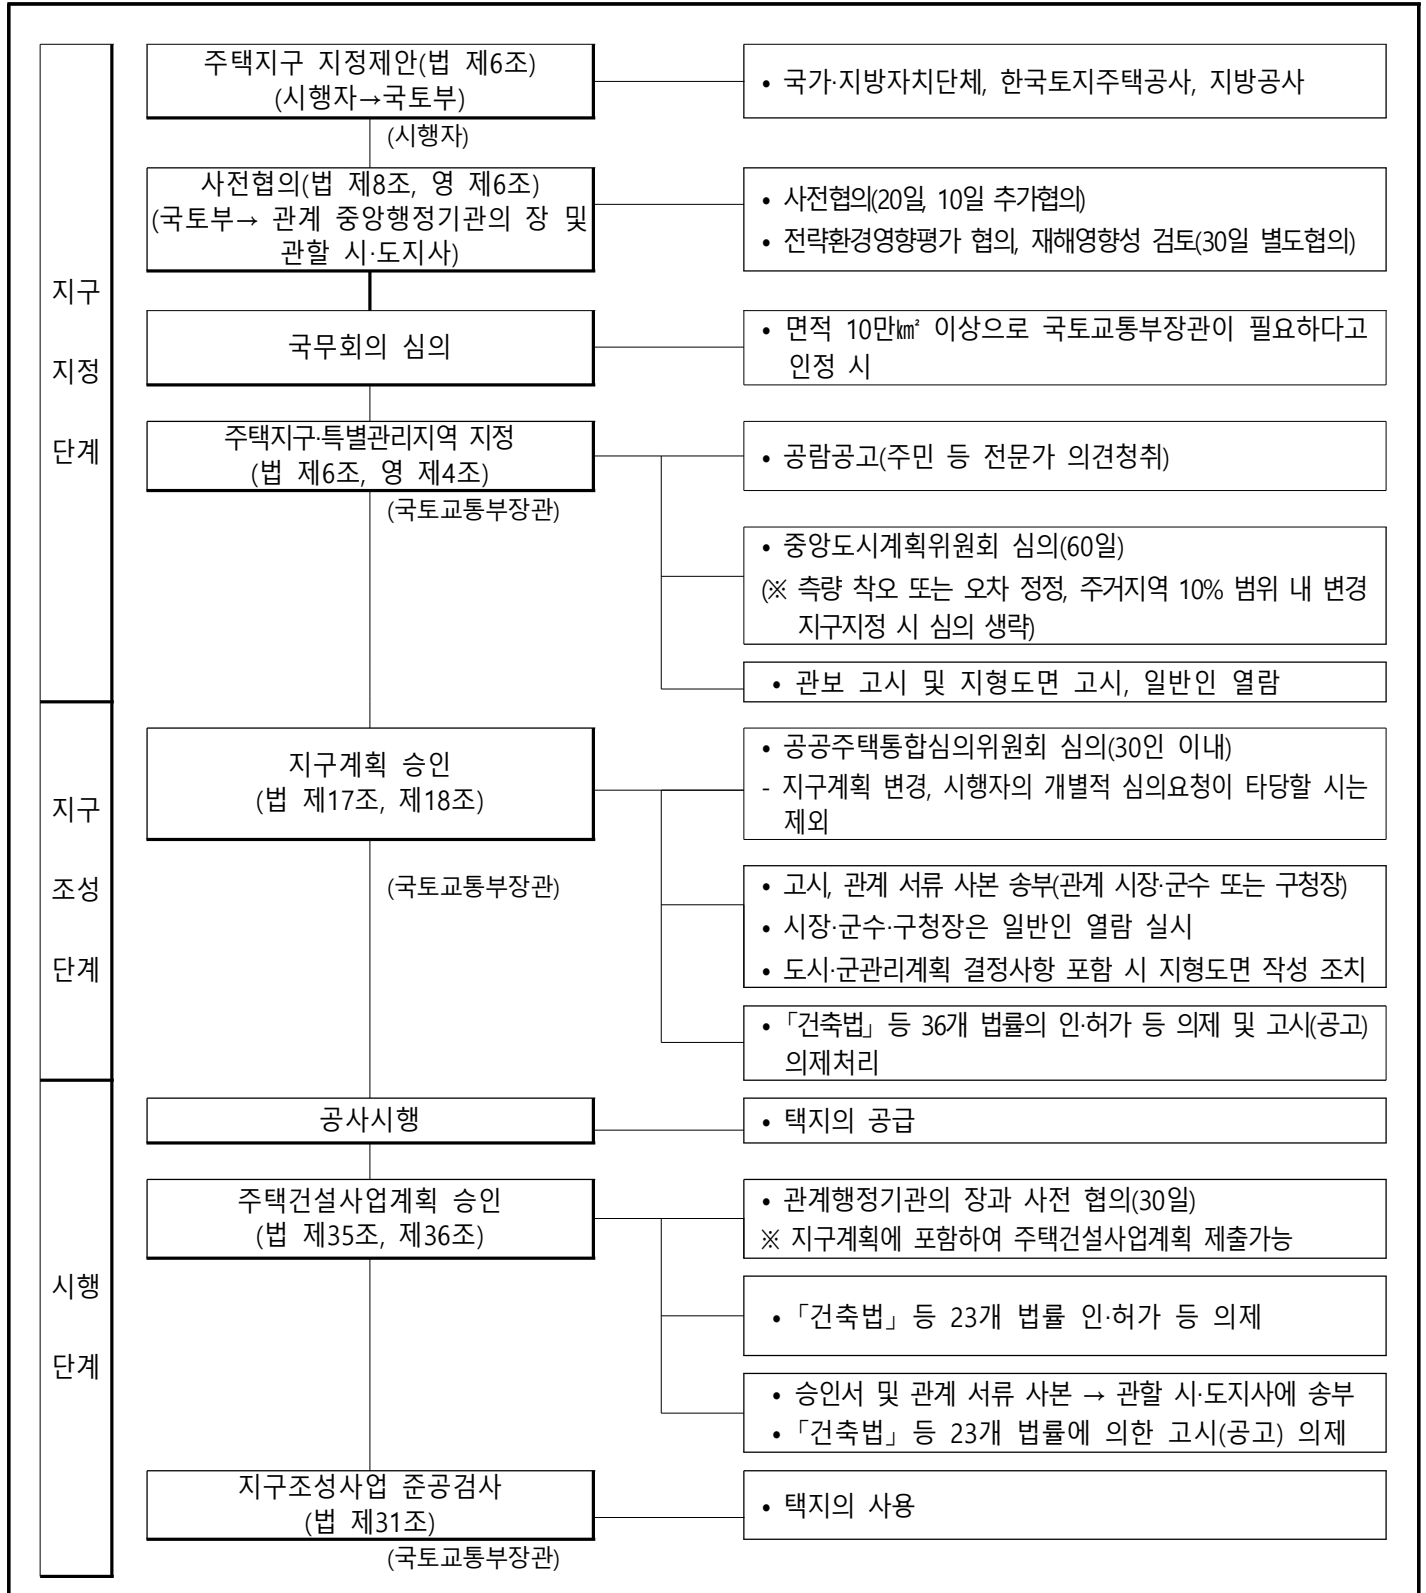 지구
지정
단계
주택지구 지정제안(법 제6조)
(시행자→국토부)
(시행자)
• 국가·지방자치단체, 한국토지주택공사, 지방공사
사전협의(법 제8조, 영 제6조)
(국토부→ 관계 중앙행정기관의 장 및
관할 시·도지사)
• 사전협의(20일, 10일 추가협의)
• 전략환경영향평가 협의, 재해영향성 검토(30일 별도협의)
국무회의 심의
• 면적 10만㎢ 이상으로 국토교통부장관이 필요하다고
인정 시
주택지구·특별관리지역 지정
(법 제6조, 영 제4조)
(국토교통부장관)
• 공람공고(주민 등 전문가 의견청취)
• 중앙도시계획위원회 심의(60일)
(※ 측량 착오 또는 오차 정정, 주거지역 10% 범위 내 변경
지구지정 시 심의 생략)
• 관보 고시 및 지형도면 고시, 일반인 열람
지구
조성
단계
지구계획 승인
(법 제17조, 제18조)
(국토교통부장관)
• 공공주택통합심의위원회 심의(30인 이내)
- 지구계획 변경, 시행자의 개별적 심의요청이 타당할 시는
제외
• 고시, 관계 서류 사본 송부(관계 시장·군수 또는 구청장)
• 시장·군수·구청장은 일반인 열람 실시
• 도시·군관리계획 결정사항 포함 시 지형도면 작성 조치
•「건축법」등 36개 법률의 인·허가 등 의제 및 고시(공고)
의제처리
시행
단계
공사시행
• 택지의 공급
주택건설사업계획 승인
(법 제35조, 제36조)
• 관계행정기관의 장과 사전 협의(30일)
※ 지구계획에 포함하여 주택건설사업계획 제출가능
•「건축법」등 23개 법률 인·허가 등 의제
• 승인서 및 관계 서류 사본 → 관할 시·도지사에 송부
•「건축법」등 23개 법률에 의한 고시(공고) 의제
지구조성사업 준공검사
(법 제31조)
(국토교통부장관)
• 택지의 사용